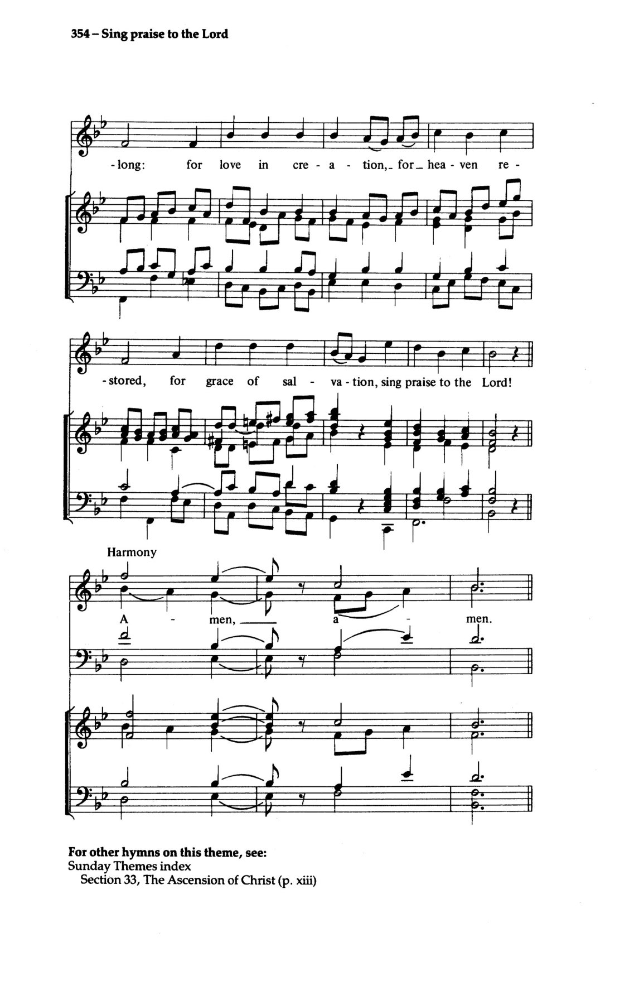 354 – Sing praise to the Lord
- long: for love in cre - a - tion, for hea - ven re -
- stored, for grace of sal - va - tion, sing praise to the Lord!
Harmony
A - men, a - men.
For other hymns on this theme, see:
Sunday Themes index
Section 33, The Ascension of Christ (p. xiii)